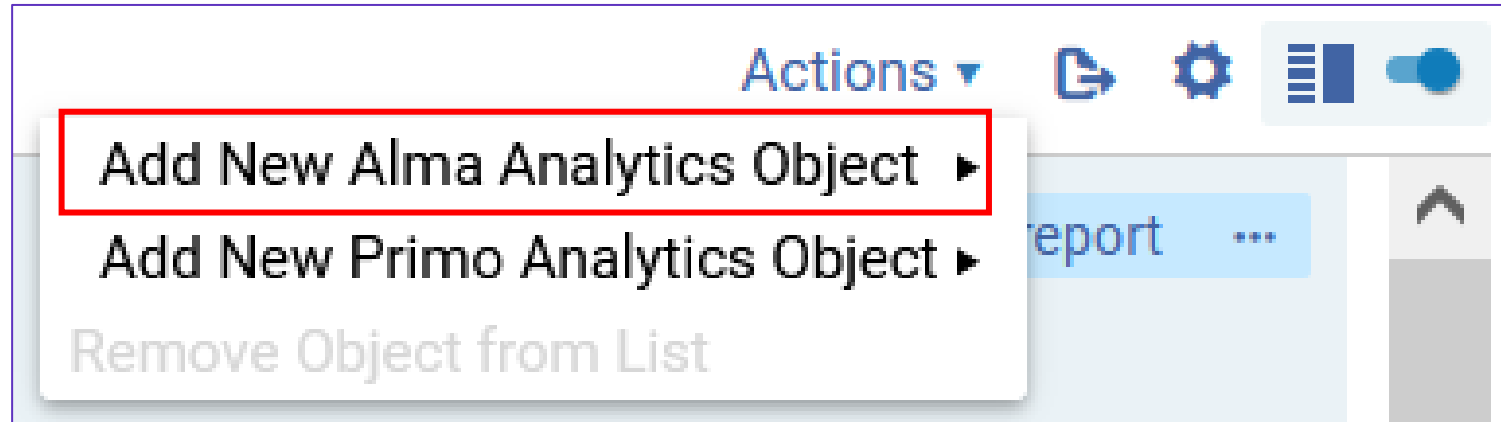 Actions
Add New Alma Analytics Object
Add New Primo Analytics Object
report ...
Remove Object from List